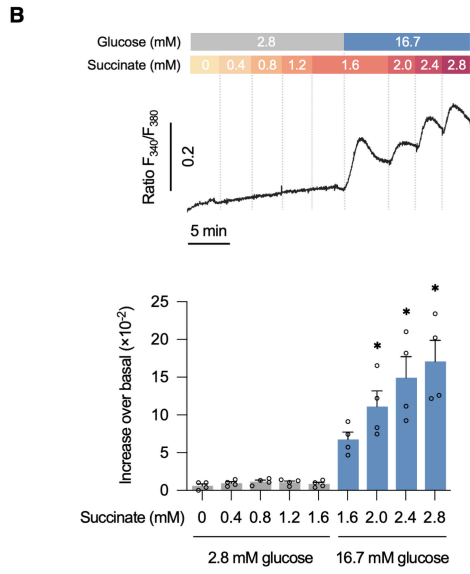 B
Glucose (mM) 2.8 16.7
Succinate (mM) 0 0.4 0.8 1.2 1.6 2.0 2.4 2.8
Ratio F340/F380
0.2
5 min
Increase over basal (×10-2)
25
20
15
10
5
0
* * *
Succinate (mM) 0 0.4 0.8 1.2 1.6 1.6 2.0 2.4 2.8
2.8 mM glucose 16.7 mM glucose